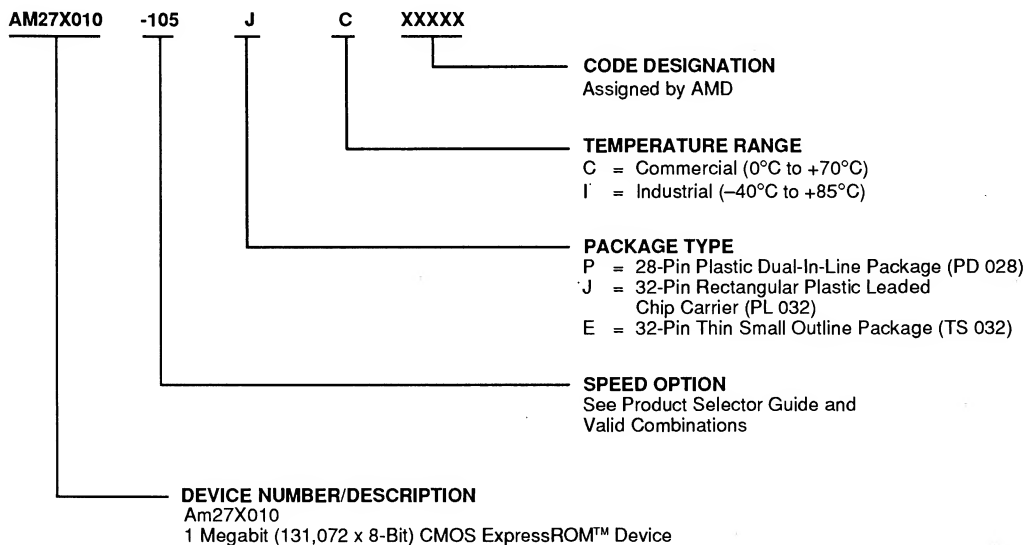 AM27X010 -105 J C XXXXX
CODE DESIGNATION
Assigned by AMD
TEMPERATURE RANGE
C = Commercial (0°C to +70°C)
I = Industrial (–40°C to +85°C)
PACKAGE TYPE
P = 28-Pin Plastic Dual-In-Line Package (PD 028)
J = 32-Pin Rectangular Plastic Leaded
Chip Carrier (PL 032)
E = 32-Pin Thin Small Outline Package (TS 032)
SPEED OPTION
See Product Selector Guide and
Valid Combinations
DEVICE NUMBER/DESCRIPTION
Am27X010
1 Megabit (131,072 x 8-Bit) CMOS ExpressROM™ Device